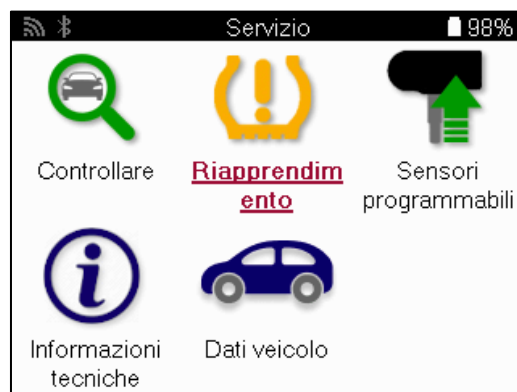 Servizio 98%
Controllare
Riapprendim
ento
Sensori
programmabili
Informazioni
tecniche
Dati veicolo